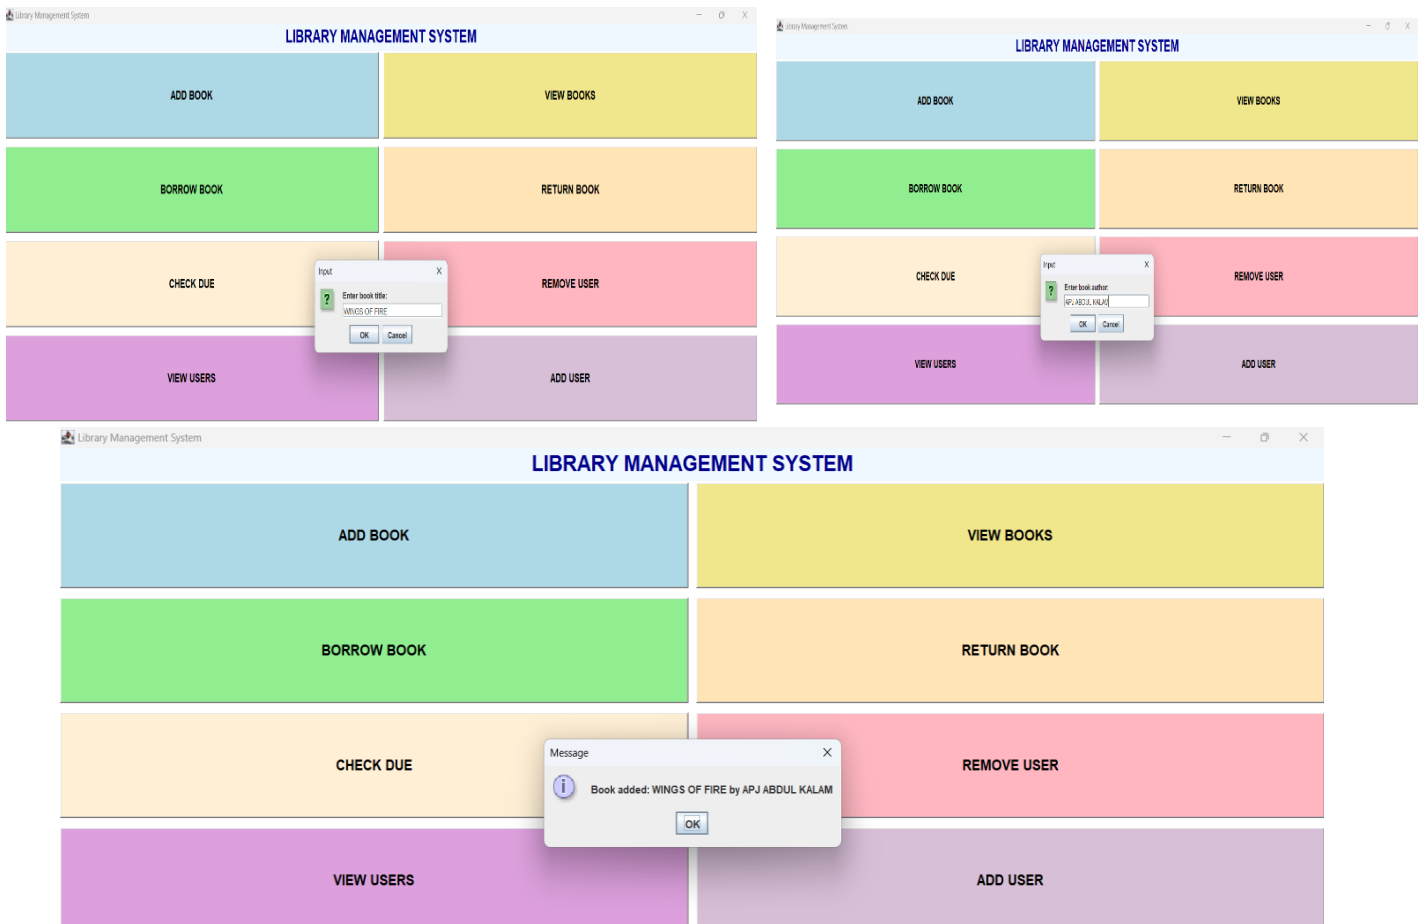 Library Management System
LIBRARY MANAGEMENT SYSTEM
ADD BOOK
VIEW BOOKS
BORROW BOOK
RETURN BOOK
CHECK DUE
REMOVE USER
Input X
? Enter book title:
WINGS OF FIRE
OK Cancel
VIEW USERS
ADD USER
Library Management System
LIBRARY MANAGEMENT SYSTEM
ADD BOOK
VIEW BOOKS
BORROW BOOK
RETURN BOOK
CHECK DUE
REMOVE USER
Input X
? Enter book author:
APJ ABDUL KALAM
OK Cancel
VIEW USERS
ADD USER
Library Management System
LIBRARY MANAGEMENT SYSTEM
ADD BOOK
VIEW BOOKS
BORROW BOOK
RETURN BOOK
CHECK DUE
REMOVE USER
Message
i Book added: WINGS OF FIRE by APJ ABDUL KALAM
OK
VIEW USERS
ADD USER